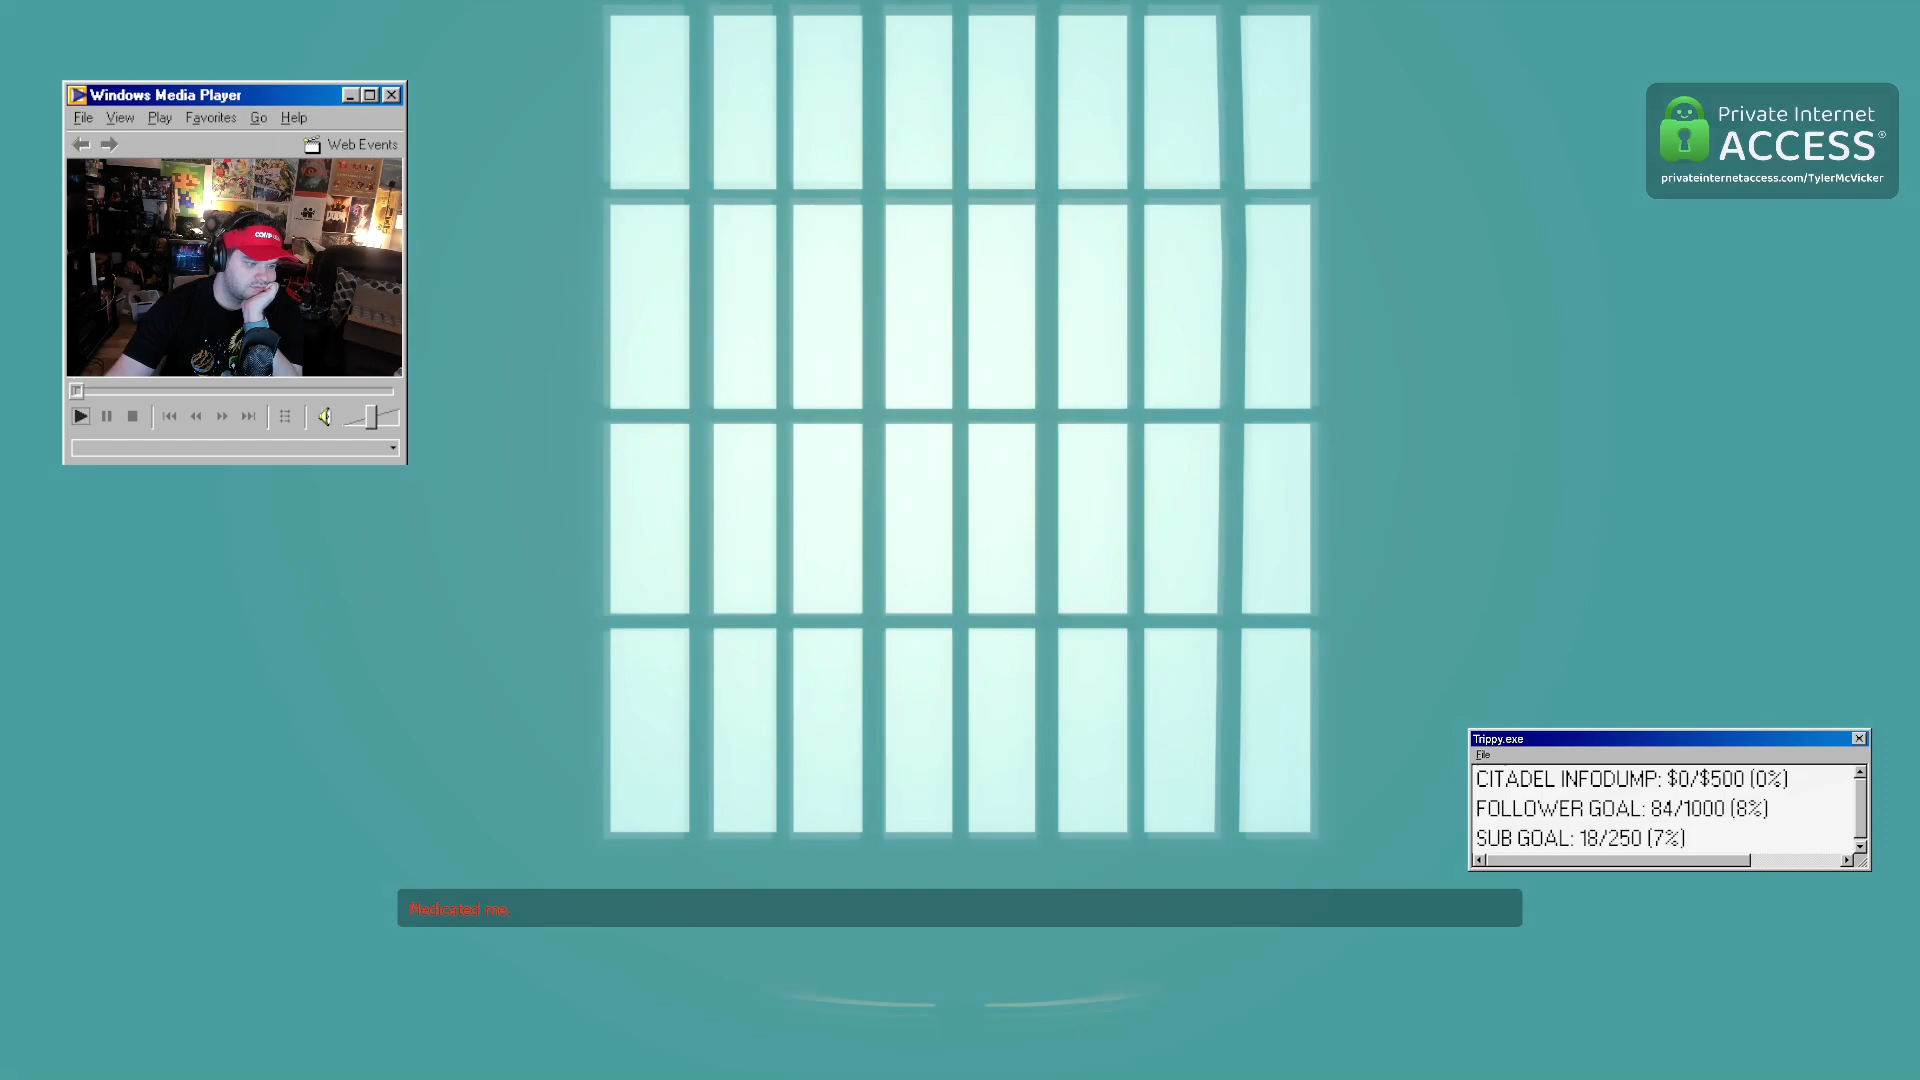 Windows Media Player
File View Play Favorites Go Help
Web Events
Private Internet
ACCESS®
privateinternetaccess.com/TylerMcVicker
Trippy.exe
File
CITADEL INFODUMP: $0/$500 (0%)
FOLLOWER GOAL: 84/1000 (8%)
SUB GOAL: 18/250 (7%)
Medicated me.